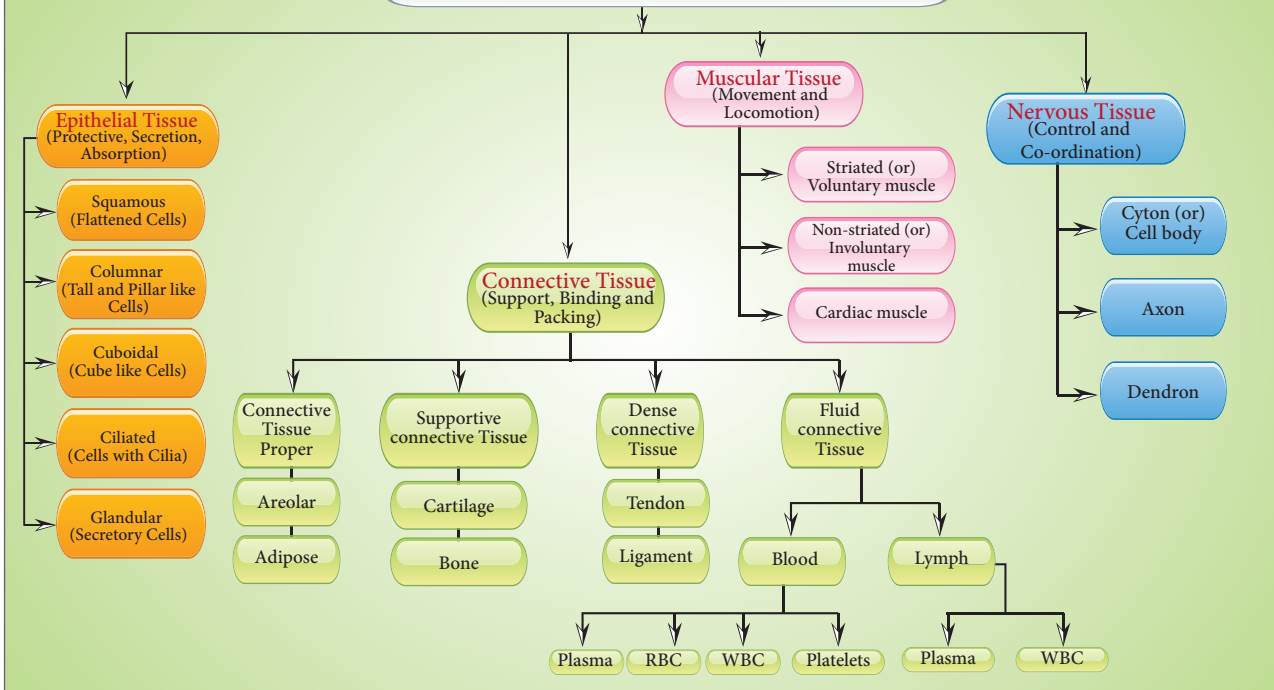 Epithelial Tissue
(Protective, Secretion,
Absorption)
Squamous
(Flattened Cells)
Columnar
(Tall and Pillar like
Cells)
Cuboidal
(Cube like Cells)
Ciliated
(Cells with Cilia)
Glandular
(Secretory Cells)
Connective Tissue
(Support, Binding and
Packing)
Connective
Tissue
Proper
Areolar
Adipose
Supportive
connective Tissue
Cartilage
Bone
Dense
connective
Tissue
Tendon
Ligament
Fluid
connective
Tissue
Blood
Plasma
RBC
WBC
Platelets
Lymph
Plasma
WBC
Muscular Tissue
(Movement and
Locomotion)
Striated (or)
Voluntary muscle
Non-striated (or)
Involuntary
muscle
Cardiac muscle
Nervous Tissue
(Control and
Co-ordination)
Cyton (or)
Cell body
Axon
Dendron